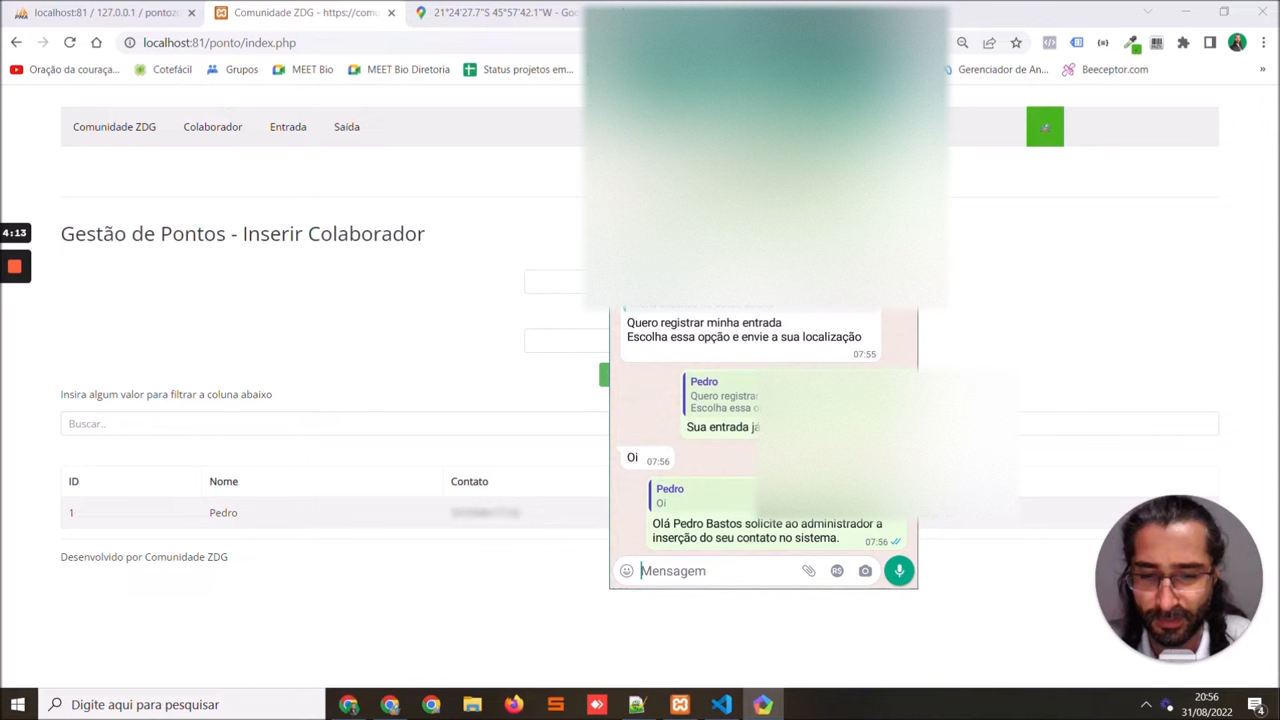 localhost:81 / 127.0.0.1 / pontoz
Comunidade ZDG - https://comu
21°24'27.7"S 45°57'42.1"W - Goo
localhost:81/ponto/index.php
Oração da couraça...
Cotefácil
Grupos
MEET Bio
MEET Bio Diretoria
Status projetos em...
Gerenciador de An...
Beeceptor.com
»
Comunidade ZDG
Colaborador
Entrada
Saída
4:13
Gestão de Pontos - Inserir Colaborador
Quero registrar minha entrada
Escolha essa opção e envie a sua localização
07:55
Pedro
Quero registrar
Escolha essa o
Sua entrada já
Insira algum valor para filtrar a coluna abaixo
Buscar..
Oi
07:56
ID
Nome
Contato
Pedro
Oi
1
Pedro
Olá Pedro Bastos solicite ao administrador a
inserção do seu contato no sistema.
07:56
Desenvolvido por Comunidade ZDG
Mensagem
RS
Digite aqui para pesquisar
20:56
31/08/2022
4